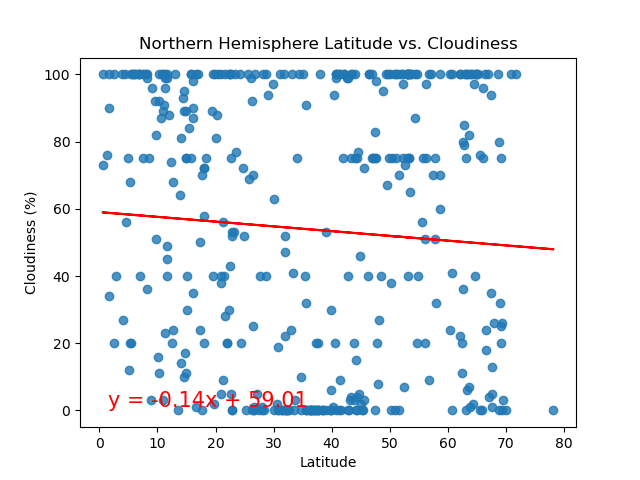 Northern Hemisphere Latitude vs. Cloudiness
100
80
60
40
20
0
Cloudiness (%)
y = -0.14x + 59.01
0 10 20 30 40 50 60 70 80
Latitude